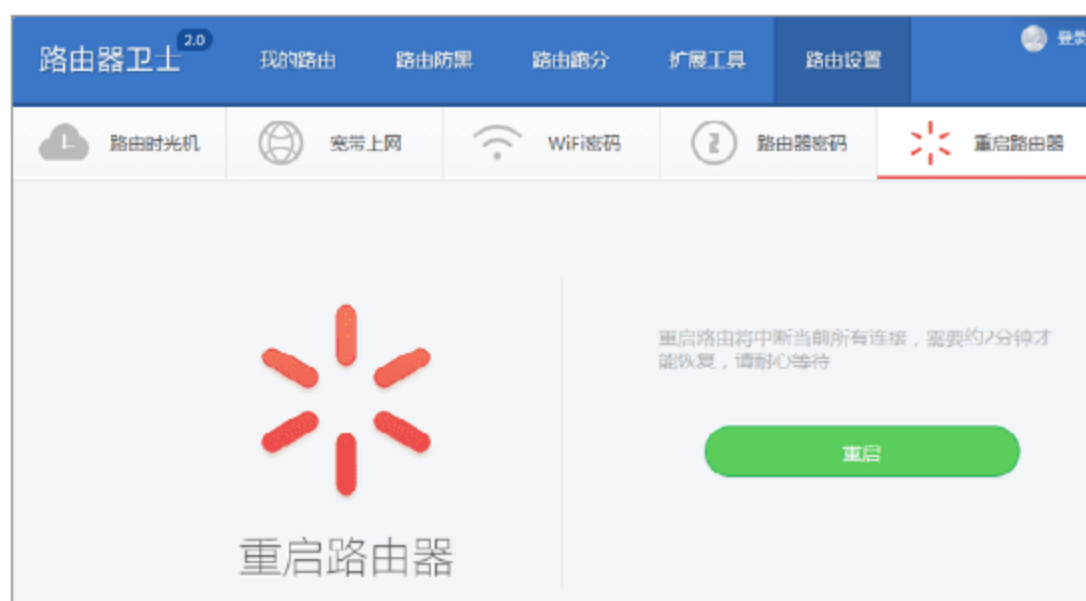 路由器卫士 2.0 我的路由 路由防黑 路由跑分 扩展工具 路由设置 登录
路由时光机 宽带上网 WiFi密码 路由器密码 重启路由器
重启路由将中断当前所有连接，需要约2分钟才
能恢复，请耐心等待
重启
重启路由器